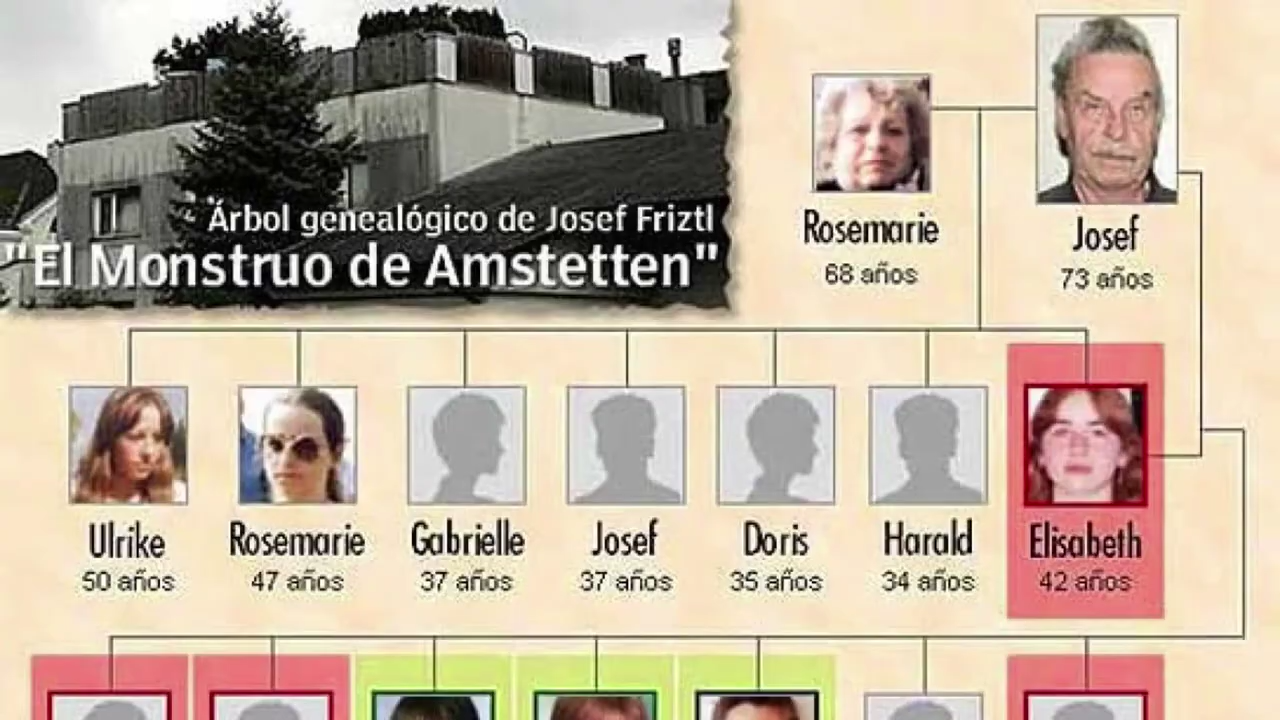 Árbol genealógico de Josef Friztl
"El Monstruo de Amstetten"
Rosemarie
68 años
Josef
73 años
Ulrike
50 años
Rosemarie
47 años
Gabrielle
37 años
Josef
37 años
Doris
35 años
Harald
34 años
Elisabeth
42 años